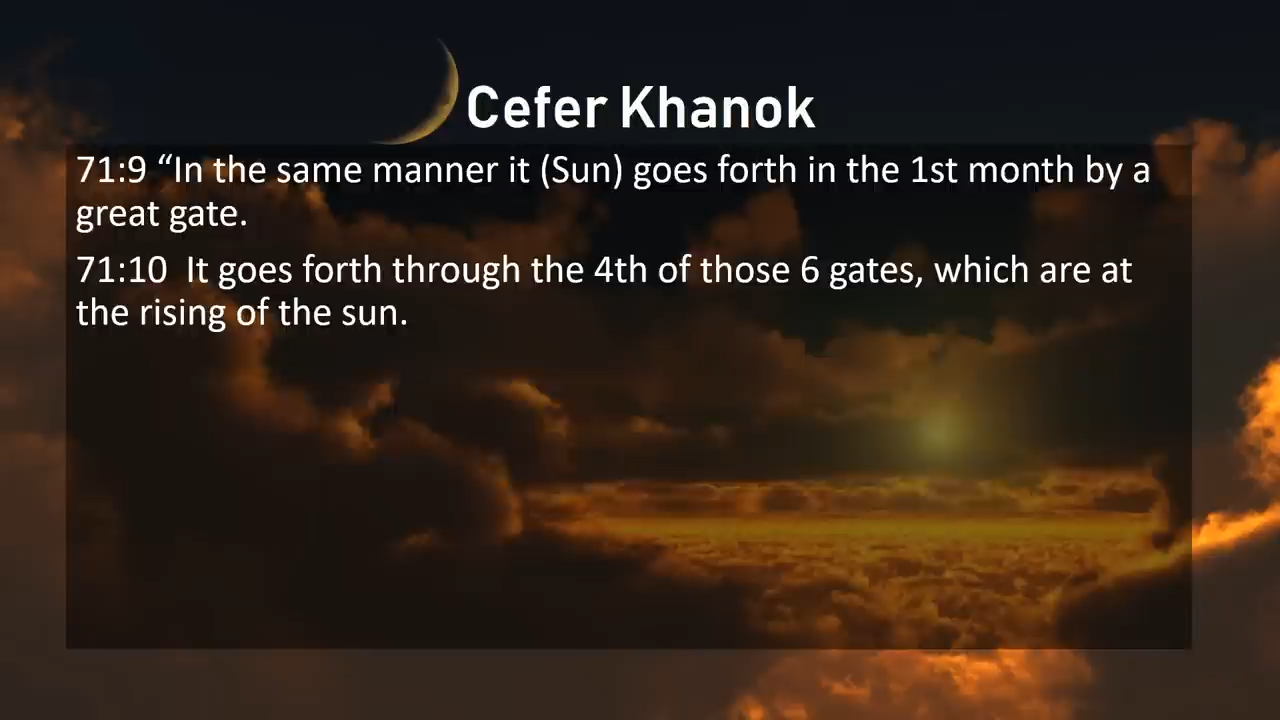 Cefer Khanok
71:9 “In the same manner it (Sun) goes forth in the 1st month by a
great gate.
71:10  It goes forth through the 4th of those 6 gates, which are at
the rising of the sun.